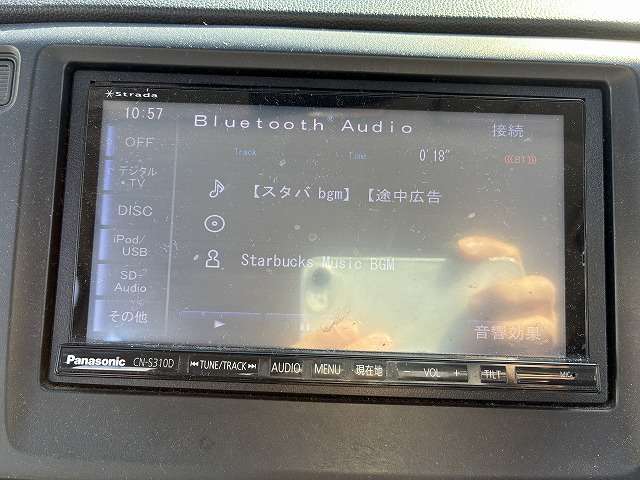 Strada
10:57
Bluetooth Audio
接続
OFF
Track
Time
0'18"
BT1
デジタル
・TV
【スタバ bgm】【途中広告
DISC
iPod/
USB
Starbucks Music BGM
SD-
Audio
その他
音響効果
Panasonic CN-S310D TUNE/TRACK AUDIO MENU 現在地 - VOL + TILT MIC